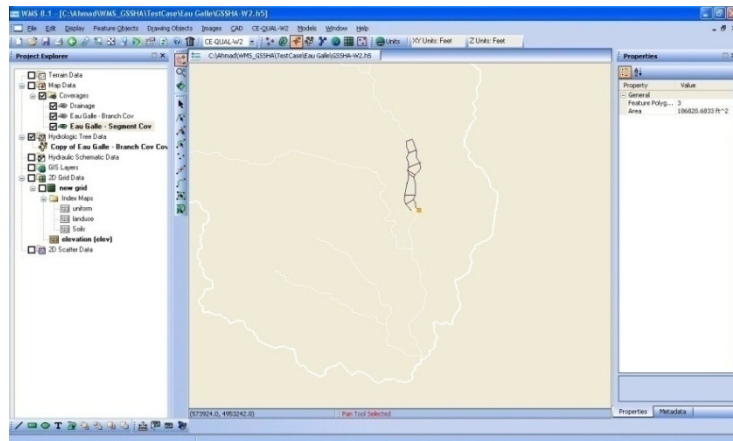 WMS 8.1 - [C:\Ahmad\WMS_GSSHA\TestCase\Eau Galle\GSSHA-W2.h5]
File Edit Display Feature Objects Drawing Objects Images CAD CE-QUAL-W2 Models Window Help
CE-QUAL-W2 Units XY Units: Feet Z Units: Feet
Project Explorer
Terrain Data
Map Data
Coverages
Drainage
Eau Galle - Branch Cov
Eau Galle - Segment Cov
Hydrologic Tree Data
Copy of Eau Galle - Branch Cov Cov
Hydraulic Schematic Data
GIS Layers
2D Grid Data
new grid
Index Maps
uniform
landuse
Soils
elevation (elev)
2D Scatter Data
C:\Ahmad\WMS_GSSHA\TestCase\Eau Galle\GSSHA-W2.h5
(573924.0, 4953242.0) Pan Tool Selected
Properties
Property Value
General
Feature Polyg... 3
Area 186828.6833 ft^2
Properties Metadata